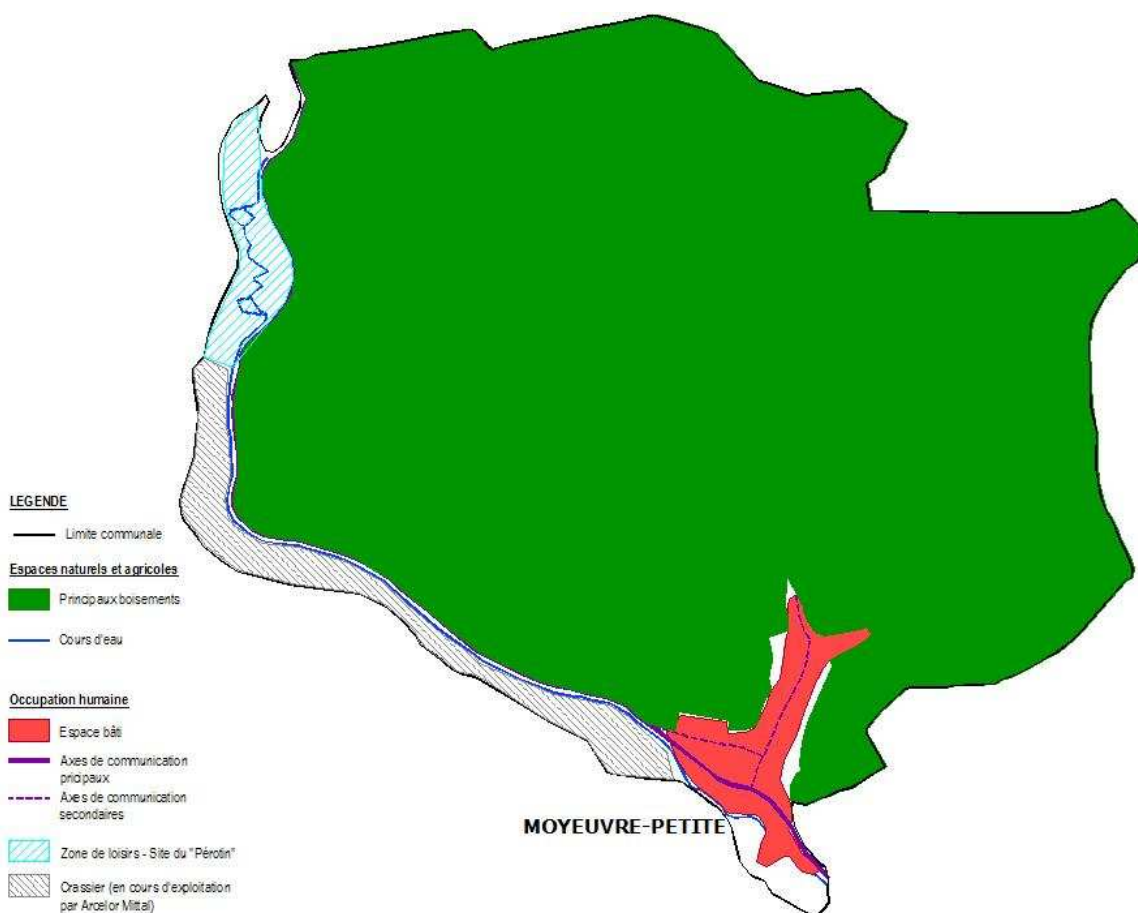 LEGENDE
Limite communale
Espaces naturels et agricoles
Principaux boisements
Cours d'eau
Occupation humaine
Espace bâti
Axes de communication
pricipaux
Axes de communication
secondaires
Zone de loisirs - Site du "Pérotin"
Crassier (en cours d'exploitation
par Arcelor Mittal)
MOYEUVRE-PETITE